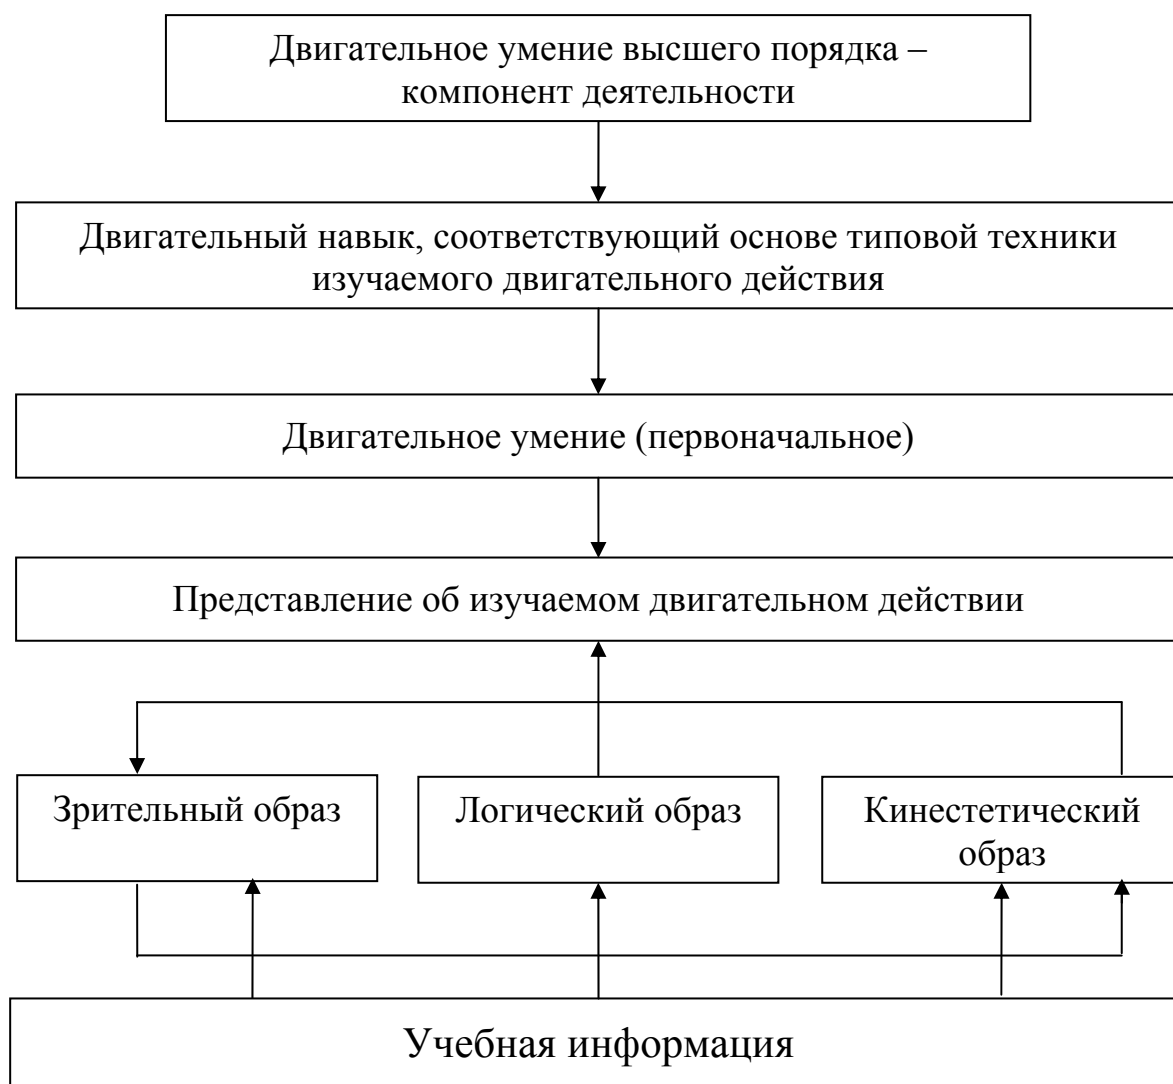 Двигательное умение высшего порядка –
компонент деятельности
Двигательный навык, соответствующий основе типовой техники
изучаемого двигательного действия
Двигательное умение (первоначальное)
Представление об изучаемом двигательном действии
Зрительный образ
Логический образ
Кинестетический
образ
Учебная информация